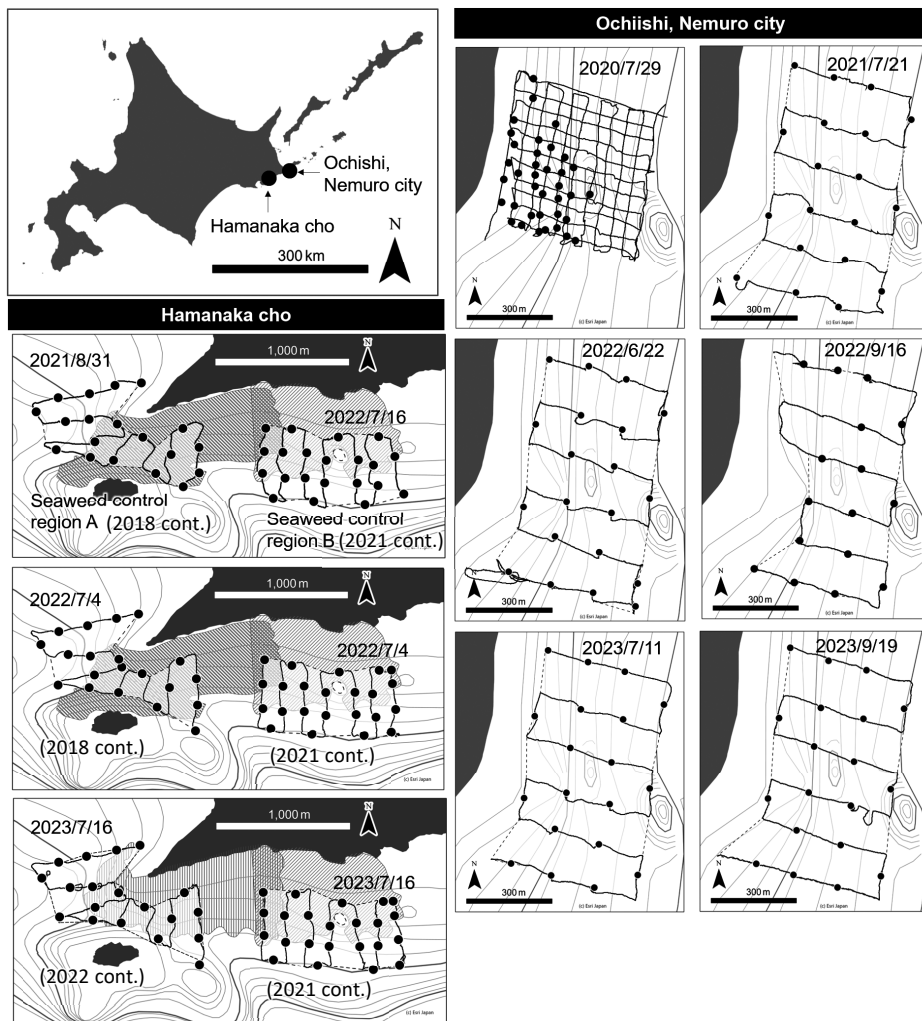 Ochishi,
Nemuro city
Hamanaka cho
N
300 km
Hamanaka cho
2021/8/31
1,000 m
N
2022/7/16
Seaweed control
region A (2018 cont.)
Seaweed control
region B (2021 cont.)
(c) Esri Japan
2022/7/4
1,000 m
N
2022/7/4
(2018 cont.)
(2021 cont.)
(c) Esri Japan
2023/7/16
1,000 m
N
2023/7/16
(2022 cont.)
(2021 cont.)
(c) Esri Japan
Ochiishi, Nemuro city
2020/7/29
N
300 m
(c) Esri Japan
2021/7/21
N
300 m
(c) Esri Japan
2022/6/22
N
300 m
(c) Esri Japan
2022/9/16
N
300 m
(c) Esri Japan
2023/7/11
N
300 m
(c) Esri Japan
2023/9/19
N
300 m
(c) Esri Japan